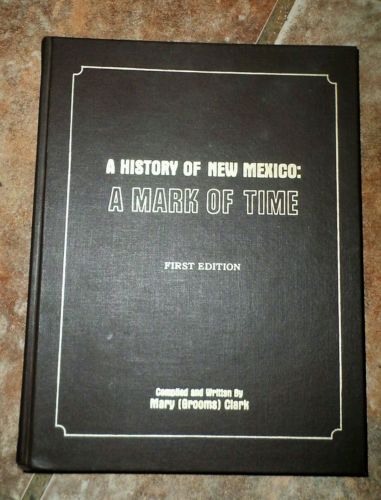 A HISTORY OF NEW MEXICO:
A MARK OF TIME
FIRST EDITION
Compiled and Written By
Mary (Grooms) Clark